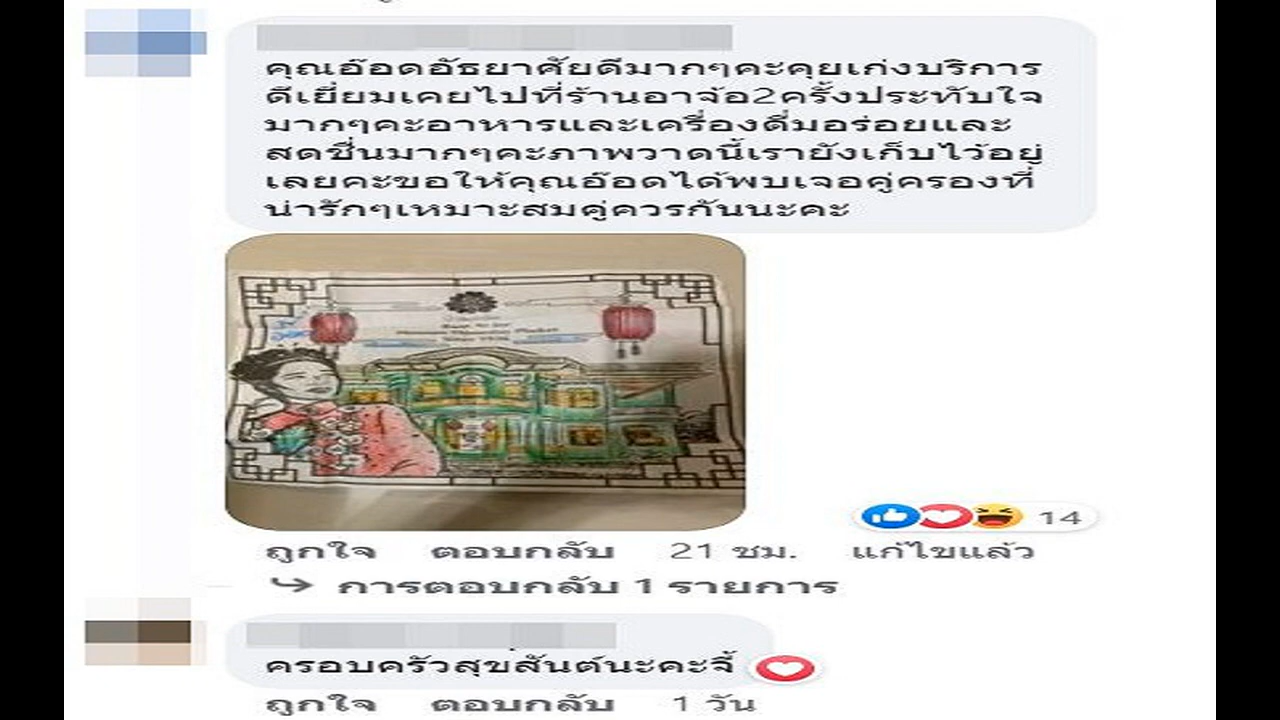 คุณอ๊อดอัธยาศัยดีมากๆคะคุยเก่งบริการ
ดีเยี่ยมเคยไปที่ร้านอาจ้อ2ครั้งประทับใจ
มากๆคะอาหารและเครื่องดื่มอร่อยและ
สดชื่นมากๆคะภาพวาดนี้เรายังเก็บไว้อยู่
เลยคะขอให้คุณอ๊อดได้พบเจอคู่ครองที่
น่ารักๆเหมาะสมคู่ควรกันนะคะ
14
ถูกใจ ตอบกลับ 21 ชม. แก้ไขแล้ว
การตอบกลับ 1 รายการ
ครอบครัวสุขสันต์นะคะจี้
ถูกใจ ตอบกลับ 1 วัน